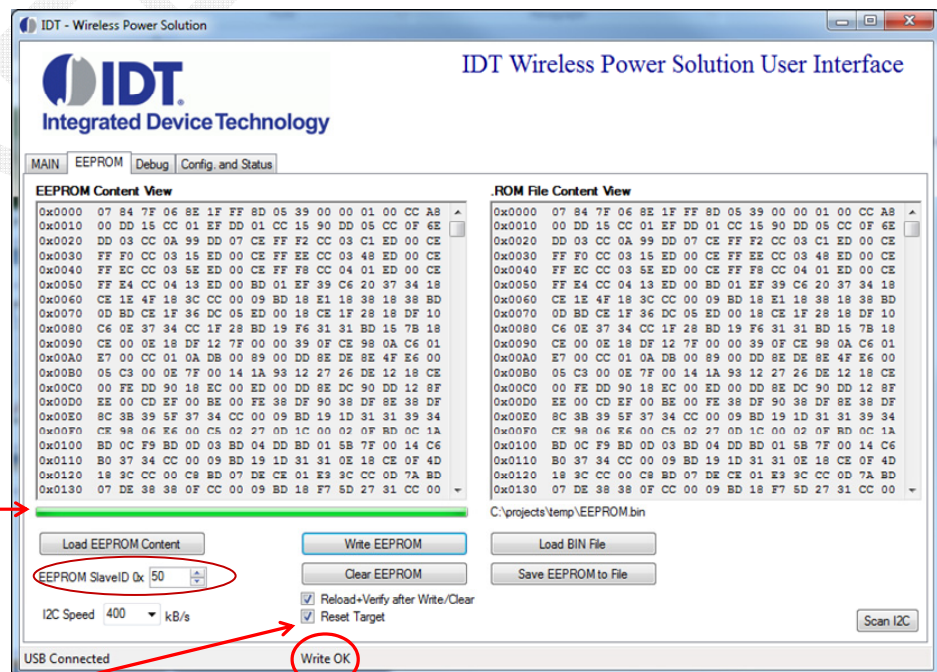 IDT - Wireless Power Solution
IDT Wireless Power Solution User Interface
IDT.
Integrated Device Technology
MAIN EEPROM Debug Config. and Status
EEPROM Content View
0x0000 07 84 7F 06 8E 1F FF 8D 05 39 00 00 01 00 CC A8
0x0010 00 DD 15 CC 01 EF DD 01 CC 15 90 DD 05 CC 0F 6E
0x0020 DD 03 CC 0A 99 DD 07 CE FF F2 CC 03 C1 ED 00 CE
0x0030 FF F0 CC 03 15 ED 00 CE FF EE CC 03 48 ED 00 CE
0x0040 FF EC CC 03 5E ED 00 CE FF F8 CC 04 01 ED 00 CE
0x0050 FF E4 CC 04 13 ED 00 BD 01 EF 39 C6 20 37 34 18
0x0060 CE 1E 4F 18 3C CC 00 09 BD 18 E1 18 38 18 38 BD
0x0070 0D BD CE 1F 36 DC 05 ED 00 18 CE 1F 28 18 DF 10
0x0080 C6 0E 37 34 CC 1F 28 BD 19 F6 31 31 BD 15 7B 18
0x0090 CE 00 0E 18 DF 12 7F 00 00 39 0F CE 98 0A C6 01
0x00A0 E7 00 CC 01 0A DB 00 89 00 DD 8E DE 8E 4F E6 00
0x00B0 05 C3 00 0E 7F 00 14 1A 93 12 27 26 DE 12 18 CE
0x00C0 00 FE DD 90 18 EC 00 ED 00 DD 8E DC 90 DD 12 8F
0x00D0 EE 00 CD EF 00 BE 00 FE 38 DF 90 38 DF 8E 38 DF
0x00E0 8C 3B 39 5F 37 34 CC 00 09 BD 19 1D 31 31 39 34
0x00F0 CE 98 06 E6 00 C5 02 27 0D 1C 00 02 0F BD 0C 1A
0x0100 BD 0C F9 BD 0D 03 BD 04 DD BD 01 5B 7F 00 14 C6
0x0110 B0 37 34 CC 00 09 BD 19 1D 31 31 0E 18 CE 0F 4D
0x0120 18 3C CC 00 C8 BD 07 DE CE 01 E3 3C CC 0D 7A BD
0x0130 07 DE 38 38 0F CC 00 09 BD 18 F7 5D 27 31 CC 00
.ROM File Content View
0x0000 07 84 7F 06 8E 1F FF 8D 05 39 00 00 01 00 CC A8
0x0010 00 DD 15 CC 01 EF DD 01 CC 15 90 DD 05 CC 0F 6E
0x0020 DD 03 CC 0A 99 DD 07 CE FF F2 CC 03 C1 ED 00 CE
0x0030 FF F0 CC 03 15 ED 00 CE FF EE CC 03 48 ED 00 CE
0x0040 FF EC CC 03 5E ED 00 CE FF F8 CC 04 01 ED 00 CE
0x0050 FF E4 CC 04 13 ED 00 BD 01 EF 39 C6 20 37 34 18
0x0060 CE 1E 4F 18 3C CC 00 09 BD 18 E1 18 38 18 38 BD
0x0070 0D BD CE 1F 36 DC 05 ED 00 18 CE 1F 28 18 DF 10
0x0080 C6 0E 37 34 CC 1F 28 BD 19 F6 31 31 BD 15 7B 18
0x0090 CE 00 0E 18 DF 12 7F 00 00 39 0F CE 98 0A C6 01
0x00A0 E7 00 CC 01 0A DB 00 89 00 DD 8E DE 8E 4F E6 00
0x00B0 05 C3 00 0E 7F 00 14 1A 93 12 27 26 DE 12 18 CE
0x00C0 00 FE DD 90 18 EC 00 ED 00 DD 8E DC 90 DD 12 8F
0x00D0 EE 00 CD EF 00 BE 00 FE 38 DF 90 38 DF 8E 38 DF
0x00E0 8C 3B 39 5F 37 34 CC 00 09 BD 19 1D 31 31 39 34
0x00F0 CE 98 06 E6 00 C5 02 27 0D 1C 00 02 0F BD 0C 1A
0x0100 BD 0C F9 BD 0D 03 BD 04 DD BD 01 5B 7F 00 14 C6
0x0110 B0 37 34 CC 00 09 BD 19 1D 31 31 0E 18 CE 0F 4D
0x0120 18 3C CC 00 C8 BD 07 DE CE 01 E3 3C CC 0D 7A BD
0x0130 07 DE 38 38 0F CC 00 09 BD 18 F7 5D 27 31 CC 00
C:\projects\temp\EEPROM.bin
Load EEPROM Content Write EEPROM Load BIN File
EEPROM SlaveID 0x 50 Clear EEPROM Save EEPROM to File
Reload+Verify after Write/Clear
I2C Speed 400 kB/s Reset Target Scan I2C
USB Connected Write OK